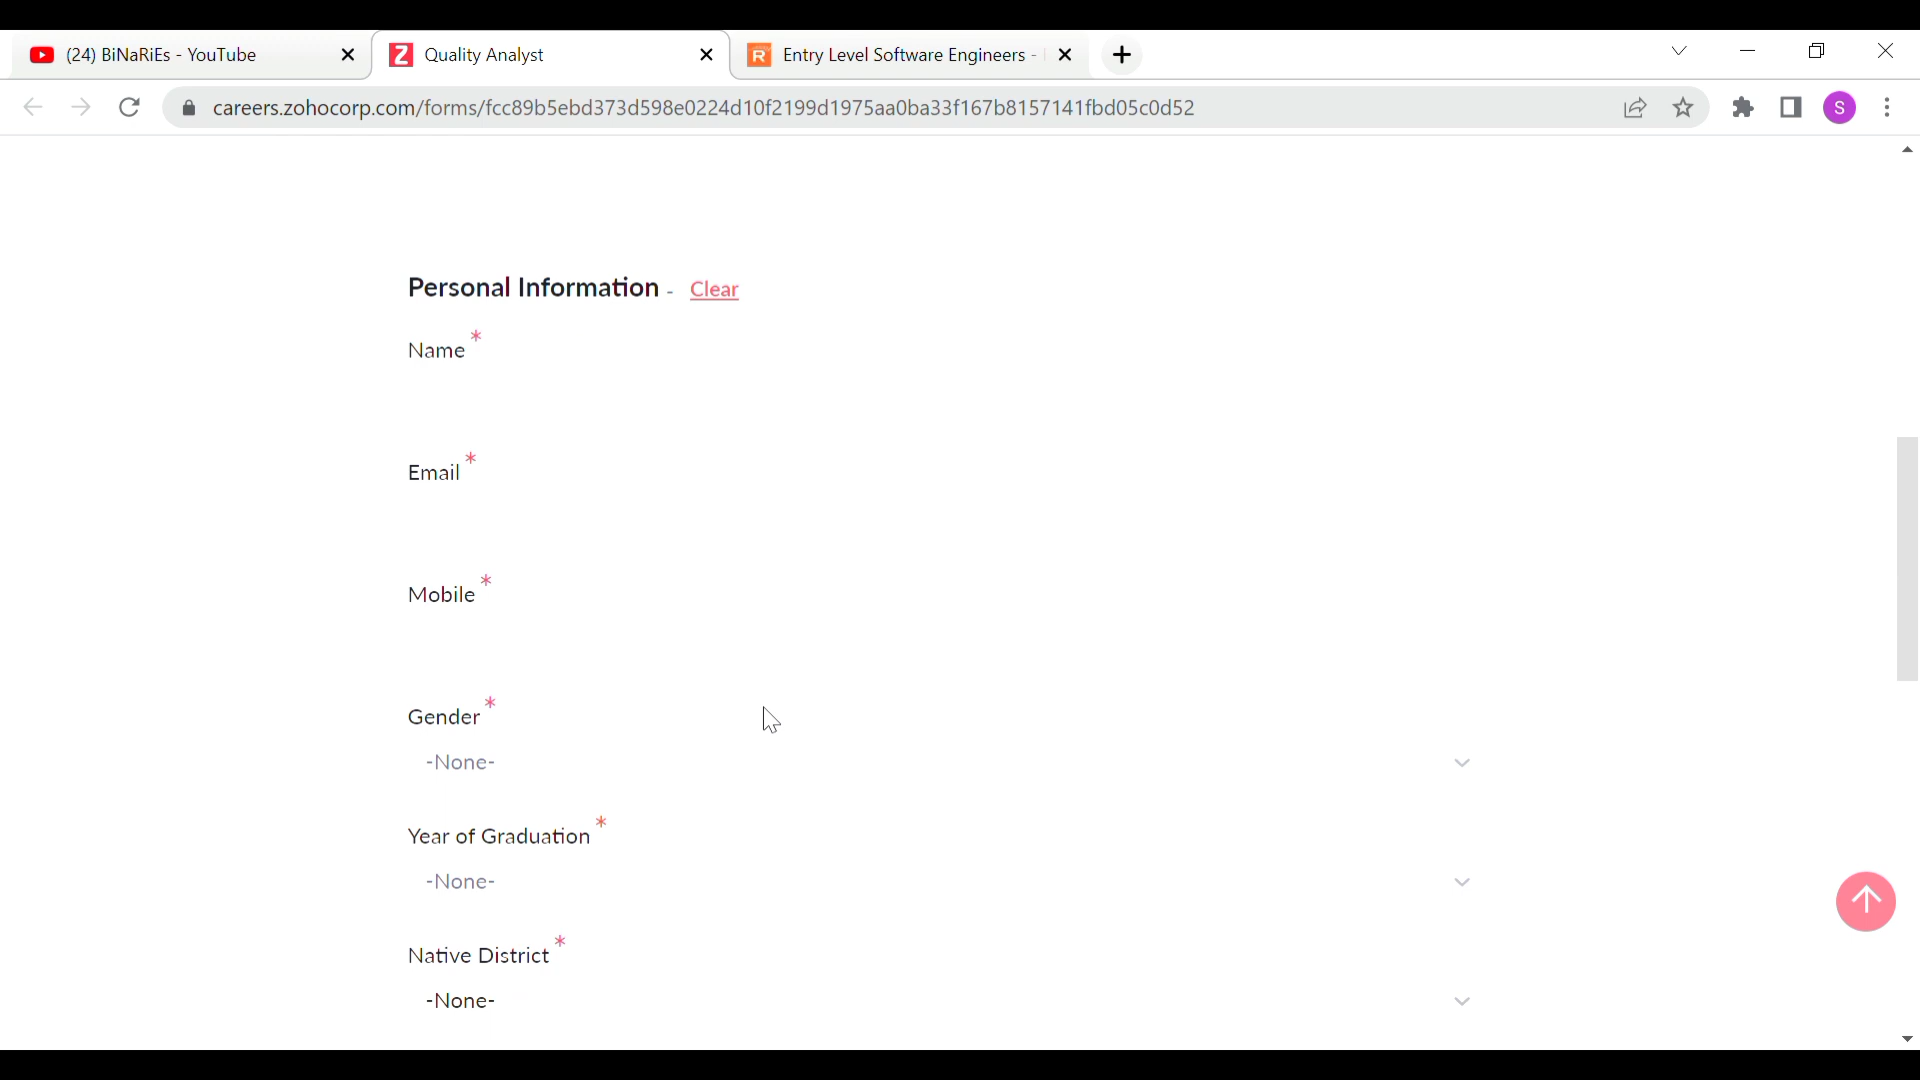 (24) BiNaRiEs - YouTube
Quality Analyst
Entry Level Software Engineers -
careers.zohocorp.com/forms/fcc89b5ebd373d598e0224d10f2199d1975aa0ba33f167b8157141fbd05c0d52
S
Personal Information - Clear
Name *
Email *
Mobile *
Gender *
-None-
Year of Graduation *
-None-
Native District *
-None-